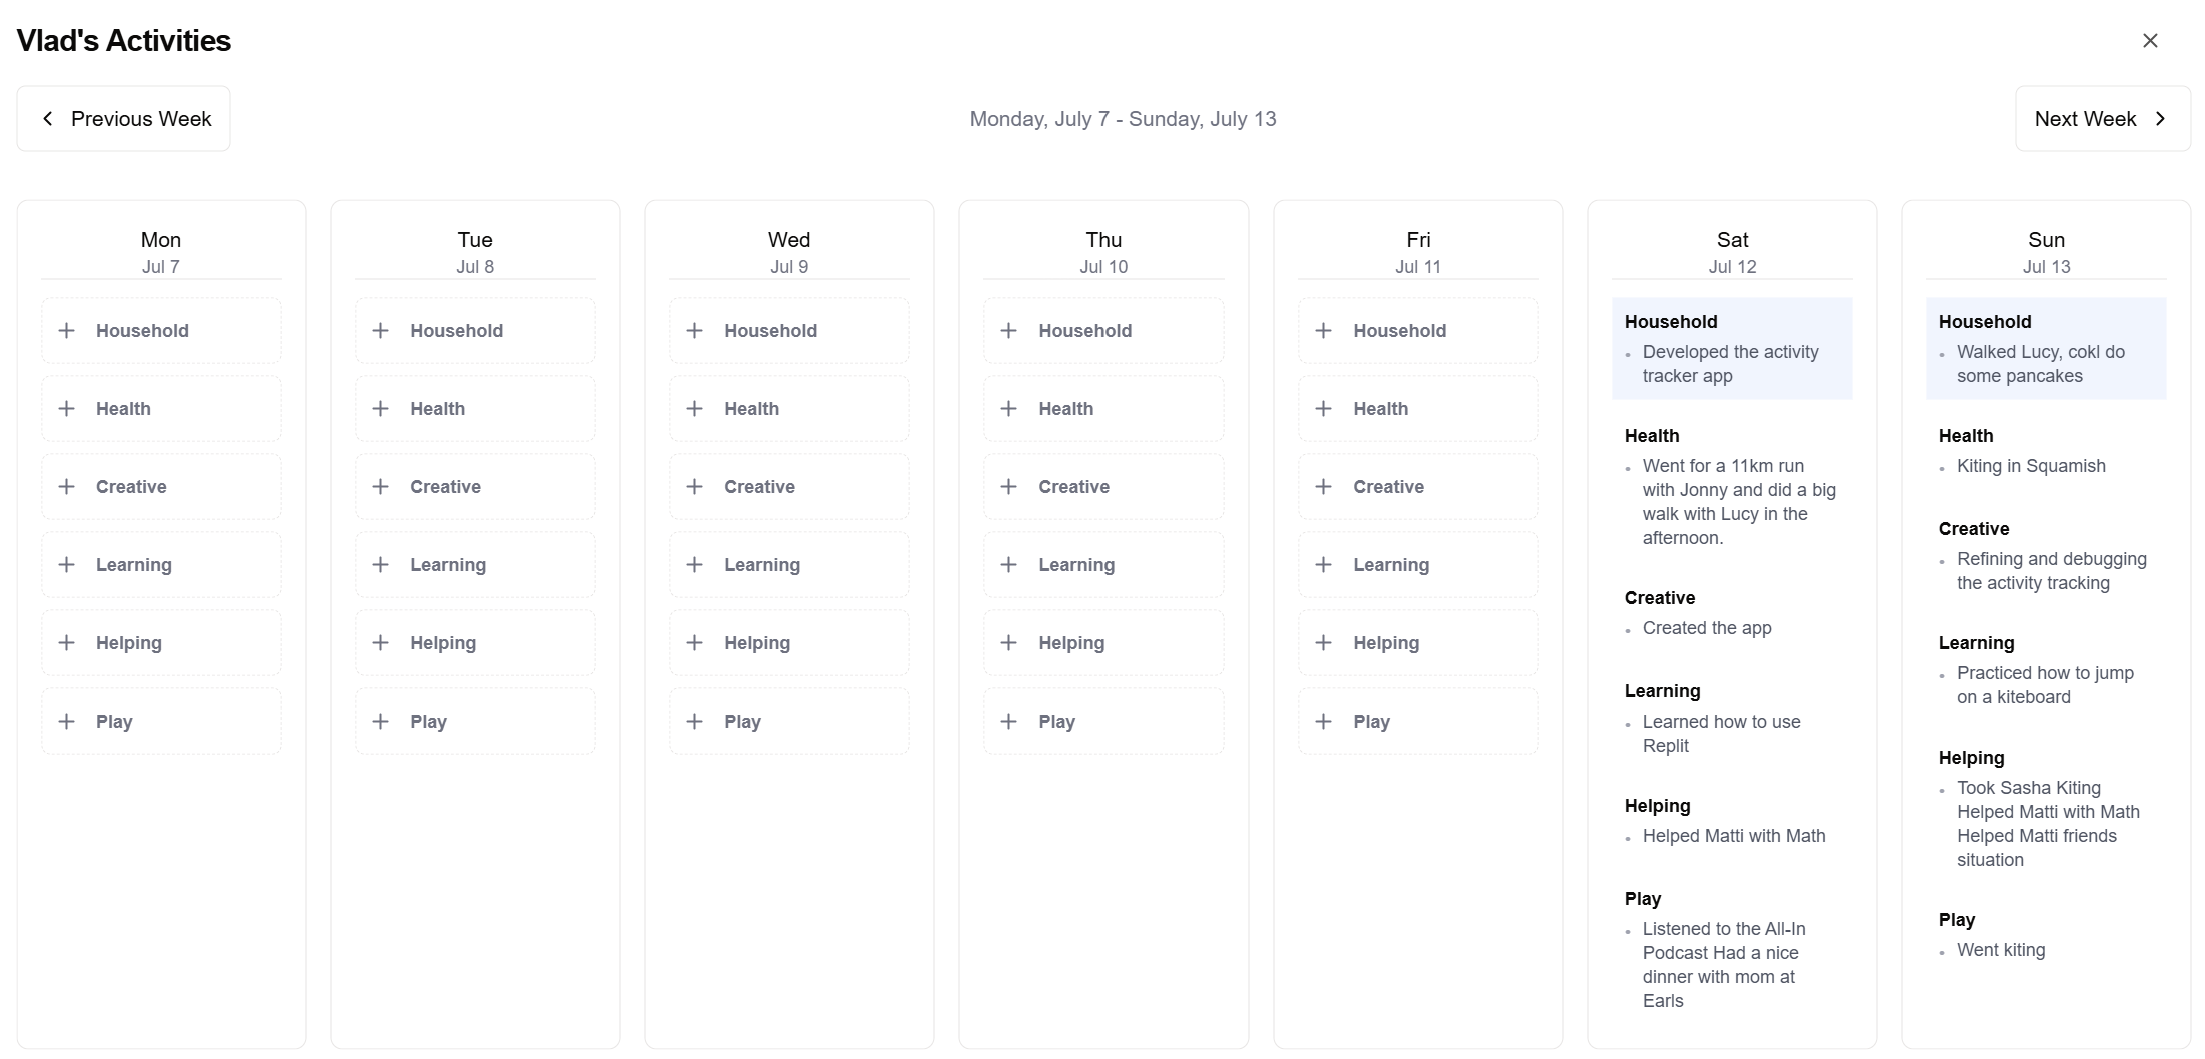 Vlad's Activities
Previous Week
Monday, July 7 - Sunday, July 13
Next Week
Mon
Jul 7
Household
Health
Creative
Learning
Helping
Play
Tue
Jul 8
Household
Health
Creative
Learning
Helping
Play
Wed
Jul 9
Household
Health
Creative
Learning
Helping
Play
Thu
Jul 10
Household
Health
Creative
Learning
Helping
Play
Fri
Jul 11
Household
Health
Creative
Learning
Helping
Play
Sat
Jul 12
Household
• Developed the activity
tracker app
Health
• Went for a 11km run
with Jonny and did a big
walk with Lucy in the
afternoon.
Creative
• Created the app
Learning
• Learned how to use
Replit
Helping
• Helped Matti with Math
Play
• Listened to the All-In
Podcast Had a nice
dinner with mom at
Earls
Sun
Jul 13
Household
• Walked Lucy, cokl do
some pancakes
Health
• Kiting in Squamish
Creative
• Refining and debugging
the activity tracking
Learning
• Practiced how to jump
on a kiteboard
Helping
• Took Sasha Kiting
Helped Matti with Math
Helped Matti friends
situation
Play
• Went kiting